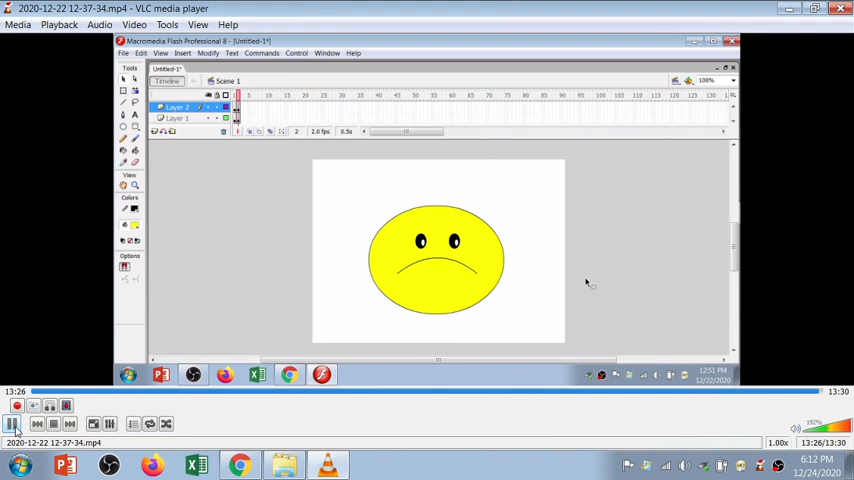 2020-12-22 12-37-34.mp4 - VLC media player
Media Playback Audio Video Tools View Help
Macromedia Flash Professional 8 - [Untitled-1*]
File Edit View Insert Modify Text Commands Control Window Help
Tools
Untitled-1*
Timeline
Scene 1
100%
1 5 10 15 20 25 30 35 40 45 50 55 60 65 70 75 80 85 90 95 100 105 110 115 120 125 1
Layer 2
Layer 1
2 2.0 fps 0.5s
View
Colors
Options
12:51 PM
12/22/2020
13:26
13:30
192%
2020-12-22 12-37-34.mp4
1.00x
13:26/13:30
6:12 PM
12/24/2020